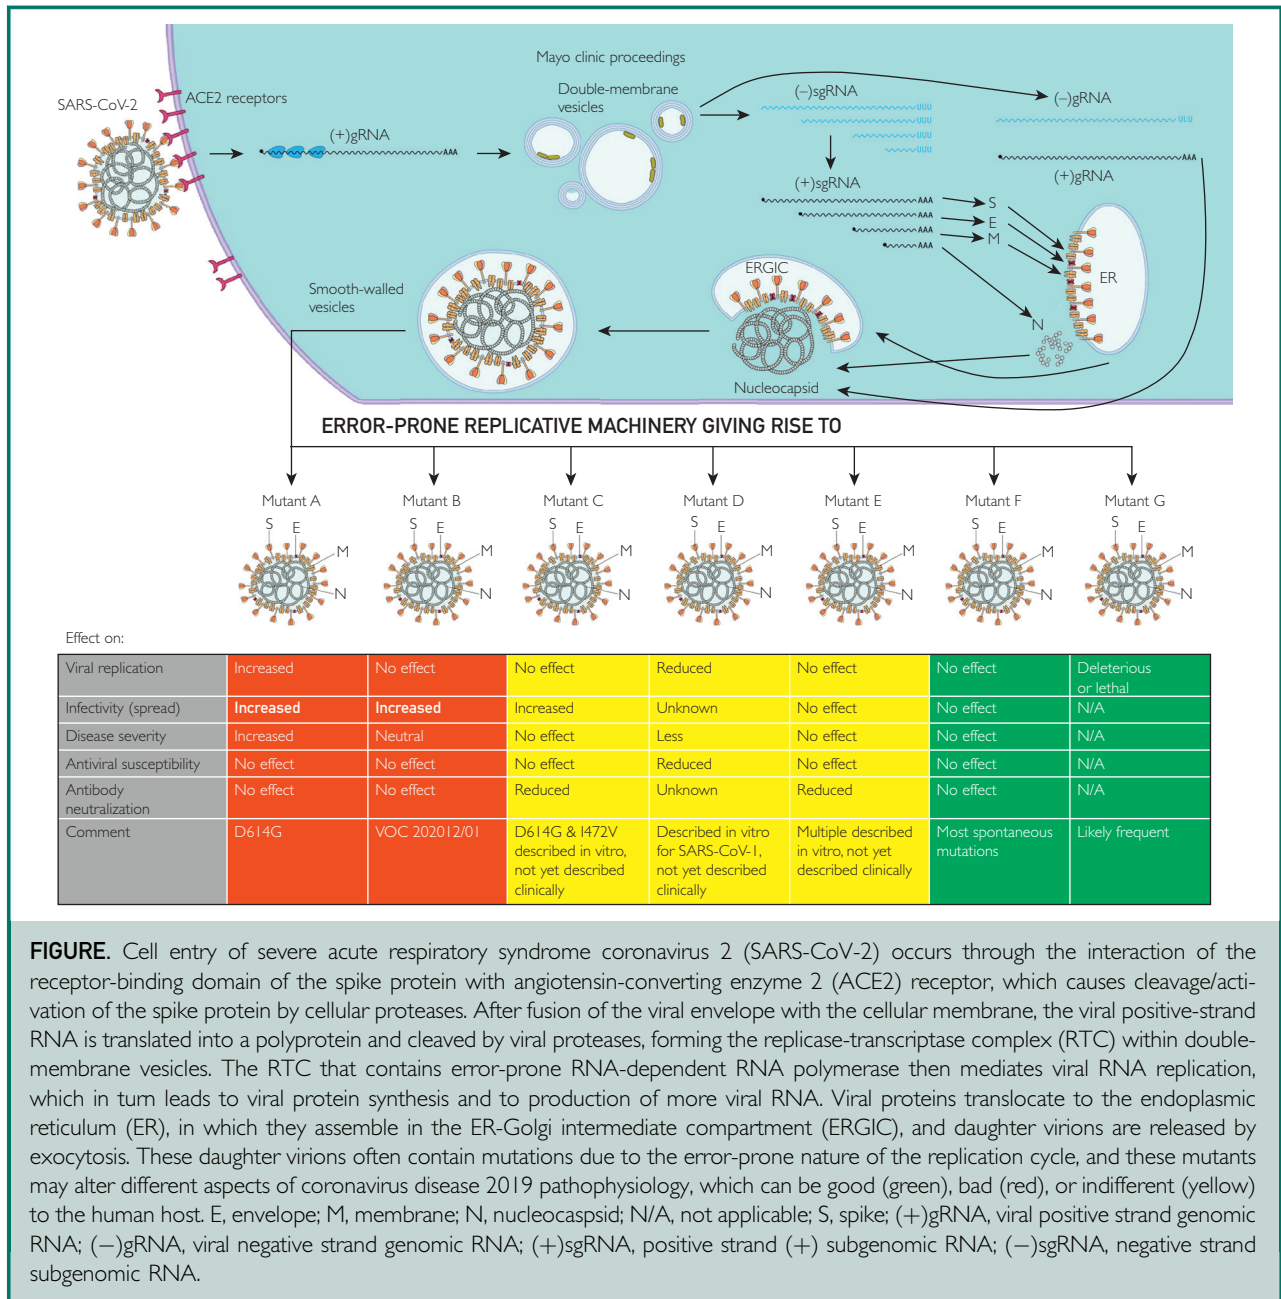 Mayo clinic proceedings
SARS-CoV-2
ACE2 receptors
(+)gRNA
AAA
Double-membrane
vesicles
(−)sgRNA
UUU
UUU
UUU
UUU
(−)gRNA
ULU
(+)sgRNA
AAA
AAA
AAA
AAA
AAA
(+)gRNA
S
E
M
N
ER
ERGIC
Nucleocapsid
Smooth-walled
vesicles
ERROR-PRONE REPLICATIVE MACHINERY GIVING RISE TO
Mutant A Mutant B Mutant C Mutant D Mutant E Mutant F Mutant G
S E S E S E S E S E S E S E
M M M M M M M
N N N N N N N
Effect on:
Viral replication Increased No effect No effect Reduced No effect No effect Deleterious
or lethal
Infectivity (spread) Increased Increased Increased Unknown No effect No effect N/A
Disease severity Increased Neutral No effect Less No effect No effect N/A
Antiviral susceptibility No effect No effect No effect Reduced No effect No effect N/A
Antibody No effect No effect Reduced Unknown Reduced No effect N/A
neutralization
Comment D614G VOC 202012/01 D614G & I472V Described in vitro Multiple described Most spontaneous Likely frequent
described in vitro, for SARS-CoV-1, in vitro, not yet mutations
not yet described not yet described described clinically
clinically clinically
FIGURE. Cell entry of severe acute respiratory syndrome coronavirus 2 (SARS-CoV-2) occurs through the interaction of the
receptor-binding domain of the spike protein with angiotensin-converting enzyme 2 (ACE2) receptor, which causes cleavage/acti-
vation of the spike protein by cellular proteases. After fusion of the viral envelope with the cellular membrane, the viral positive-strand
RNA is translated into a polyprotein and cleaved by viral proteases, forming the replicase-transcriptase complex (RTC) within double-
membrane vesicles. The RTC that contains error-prone RNA-dependent RNA polymerase then mediates viral RNA replication,
which in turn leads to viral protein synthesis and to production of more viral RNA. Viral proteins translocate to the endoplasmic
reticulum (ER), in which they assemble in the ER-Golgi intermediate compartment (ERGIC), and daughter virions are released by
exocytosis. These daughter virions often contain mutations due to the error-prone nature of the replication cycle, and these mutants
may alter different aspects of coronavirus disease 2019 pathophysiology, which can be good (green), bad (red), or indifferent (yellow)
to the human host. E, envelope; M, membrane; N, nucleocaspsid; N/A, not applicable; S, spike; (+)gRNA, viral positive strand genomic
RNA; (−)gRNA, viral negative strand genomic RNA; (+)sgRNA, positive strand (+) subgenomic RNA; (−)sgRNA, negative strand
subgenomic RNA.